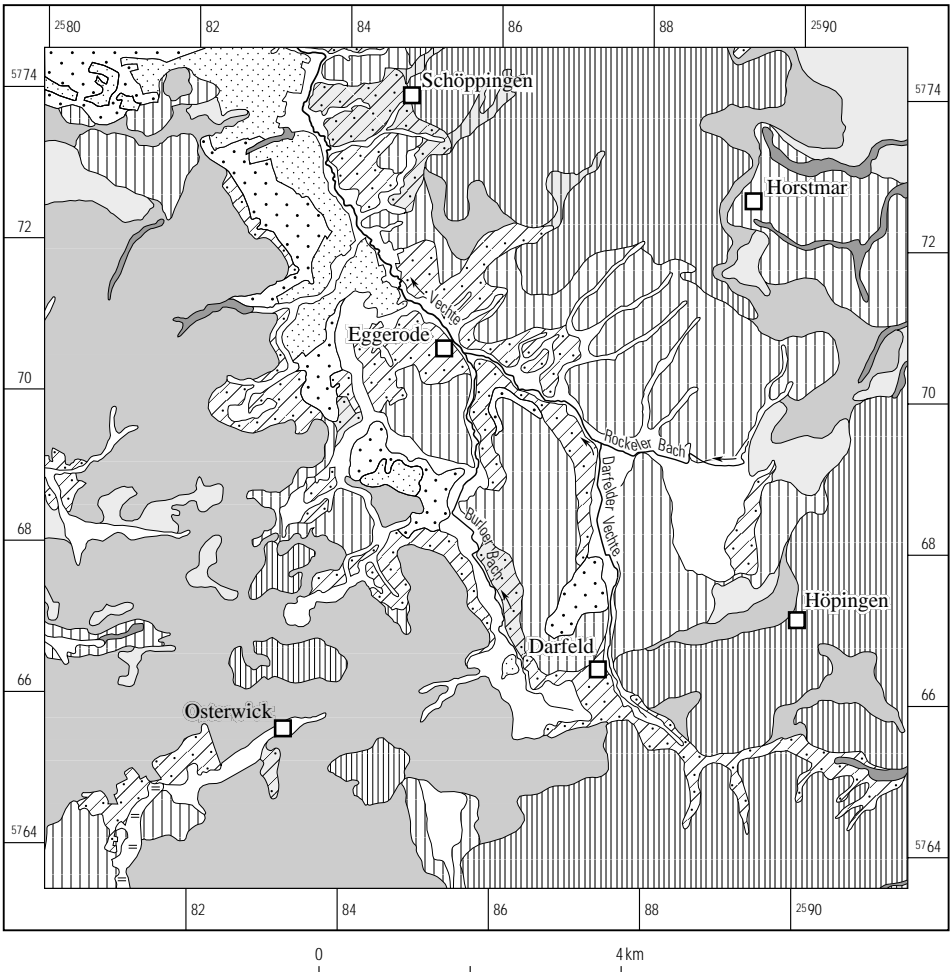 2580 82 84 86 88 2590
5774
5774
Schöppingen
Horstmar
72
72
Vechte
Eggerode
70
70
Rockeler Bach
Darfelder Vechte
Burloer Bach
68
68
Höpingen
Darfeld
66
66
Osterwick
5764
5764
82 84 86 88 2590
0 4 km